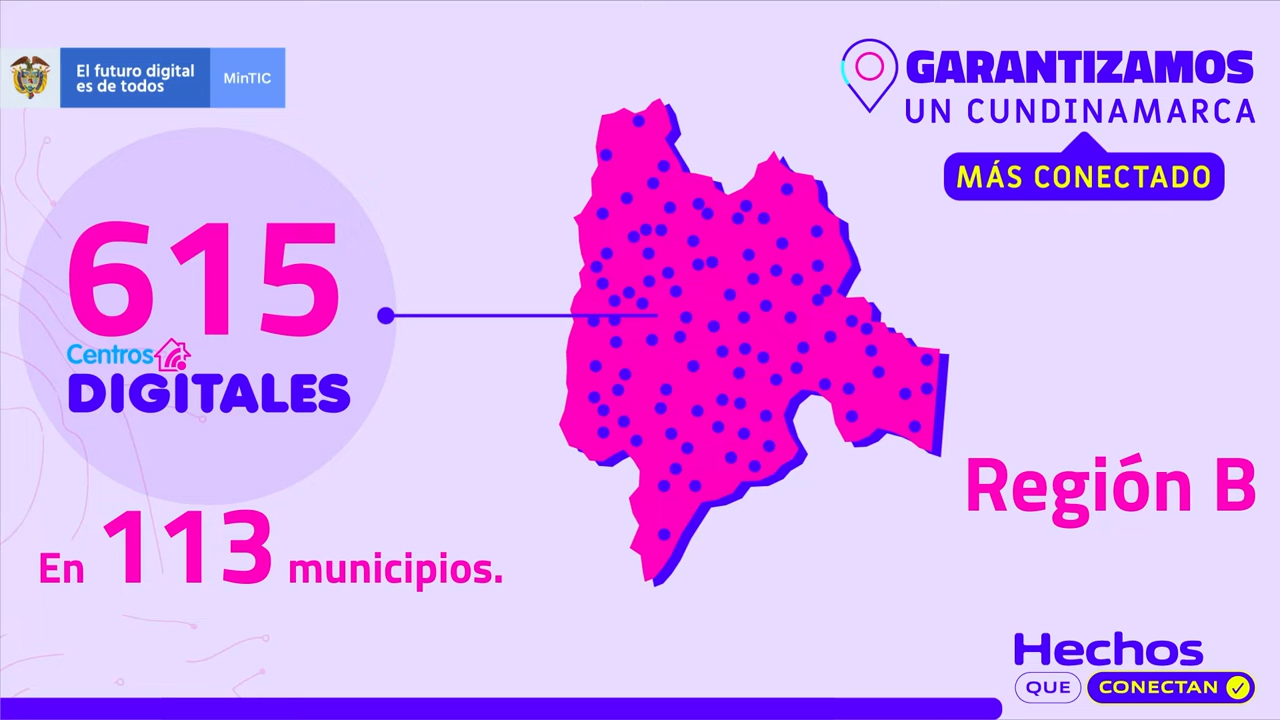 El futuro digital
es de todos
MinTIC
GARANTIZAMOS
UN CUNDINAMARCA
MÁS CONECTADO
615
Centros
DIGITALES
En 113 municipios.
Región B
Hechos
QUE CONECTAN